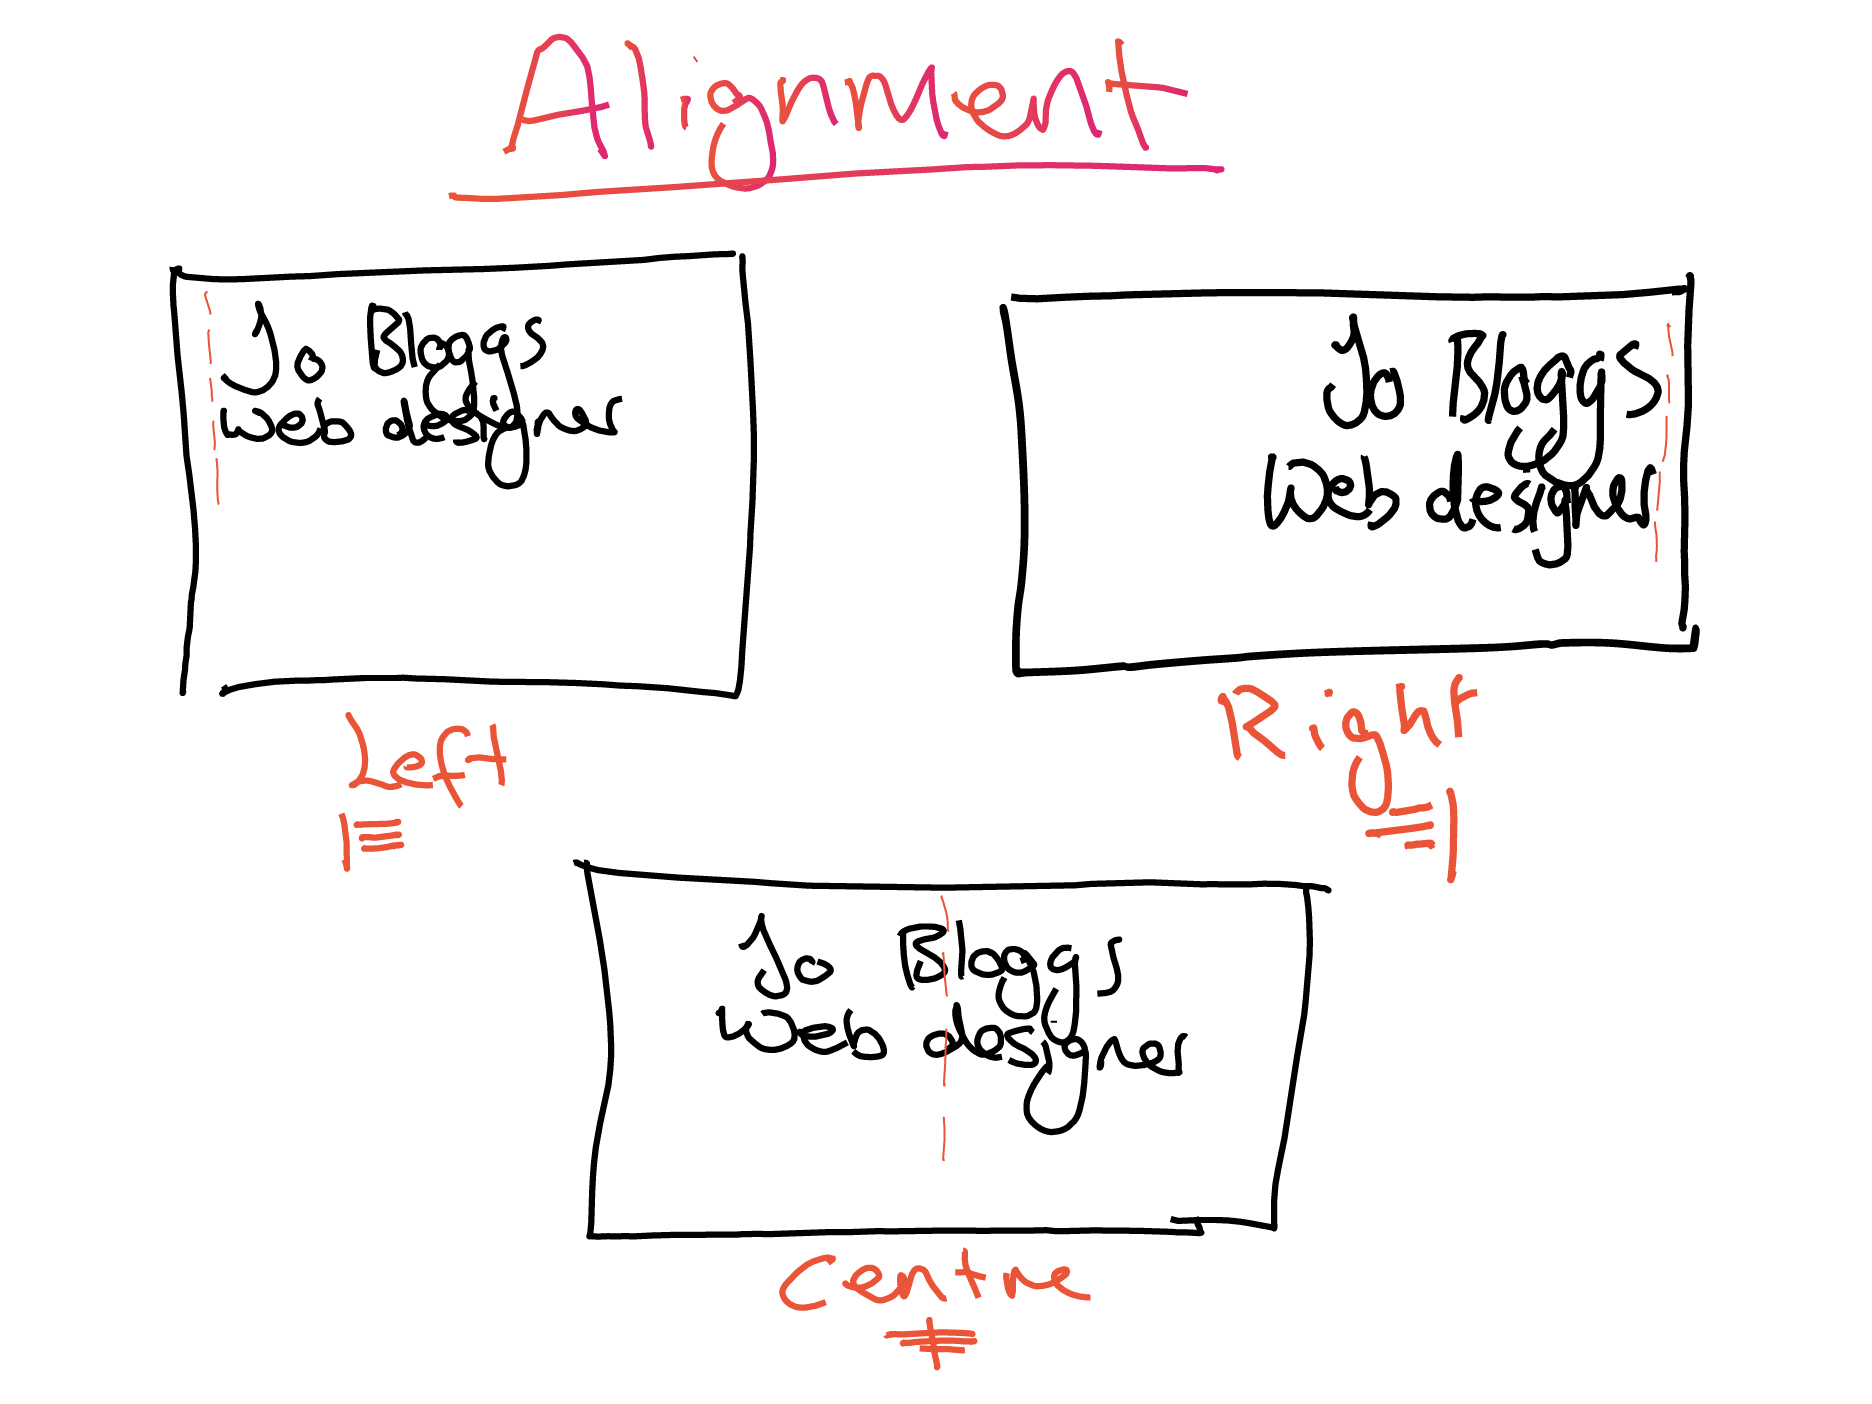 Alignment
Jo Bloggs
web designer
Left
Jo Bloggs
Web designer
Right
Jo Bloggs
Web designer
Centre